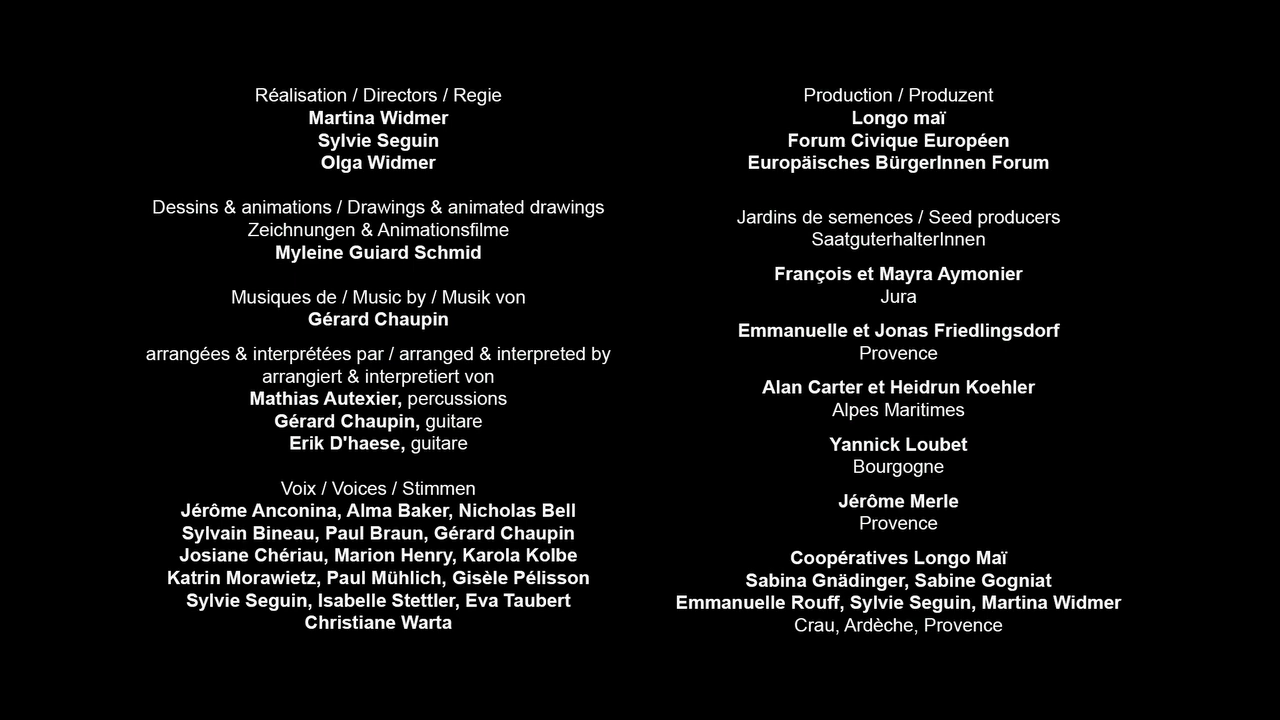 Réalisation / Directors / Regie
Martina Widmer
Sylvie Seguin
Olga Widmer
Dessins & animations / Drawings & animated drawings
Zeichnungen & Animationsfilme
Myleine Guiard Schmid
Musiques de / Music by / Musik von
Gérard Chaupin
arrangées & interprétées par / arranged & interpreted by
arrangiert & interpretiert von
Mathias Autexier, percussions
Gérard Chaupin, guitare
Erik D'haese, guitare
Voix / Voices / Stimmen
Jérôme Anconina, Alma Baker, Nicholas Bell
Sylvain Bineau, Paul Braun, Gérard Chaupin
Josiane Chériau, Marion Henry, Karola Kolbe
Katrin Morawietz, Paul Mühlich, Gisèle Pélisson
Sylvie Seguin, Isabelle Stettler, Eva Taubert
Christiane Warta
Production / Produzent
Longo maï
Forum Civique Européen
Europäisches BürgerInnen Forum
Jardins de semences / Seed producers
SaatguterhalterInnen
François et Mayra Aymonier
Jura
Emmanuelle et Jonas Friedlingsdorf
Provence
Alan Carter et Heidrun Koehler
Alpes Maritimes
Yannick Loubet
Bourgogne
Jérôme Merle
Provence
Coopératives Longo Maï
Sabina Gnädinger, Sabine Gogniat
Emmanuelle Rouff, Sylvie Seguin, Martina Widmer
Crau, Ardèche, Provence